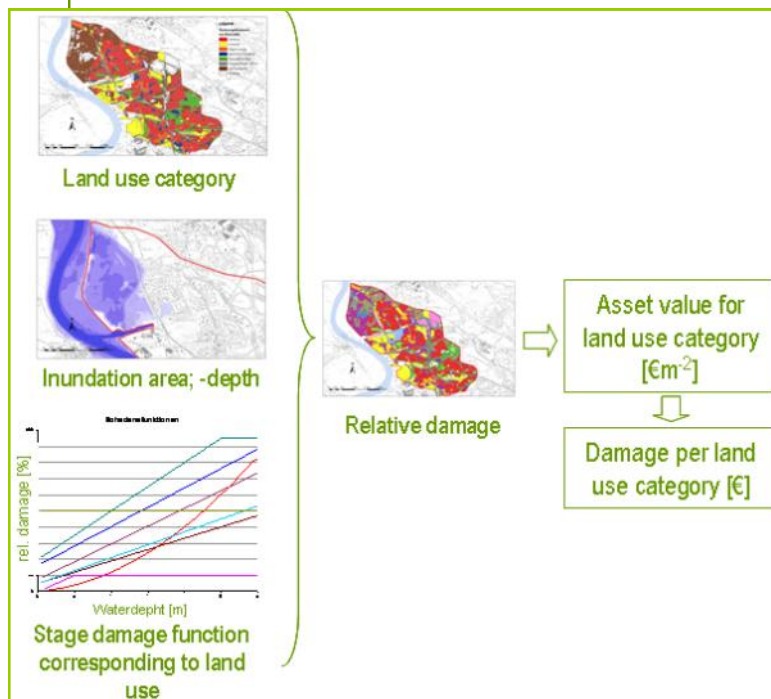 Land use category
Inundation area; -depth
rel. damage [%]
Waterdepht [m]
Stage damage function
corresponding to land
use
Relative damage
Asset value for
land use category
[€m-2]
Damage per land
use category [€]